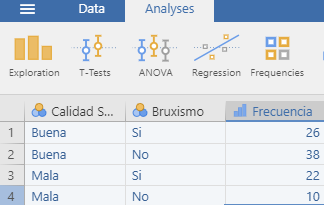 Data Analyses
Exploration T-Tests ANOVA Regression Frequencies
Calidad S... Bruxismo Frecuencia
1 Buena Si 26
2 Buena No 38
3 Mala Si 22
4 Mala No 10